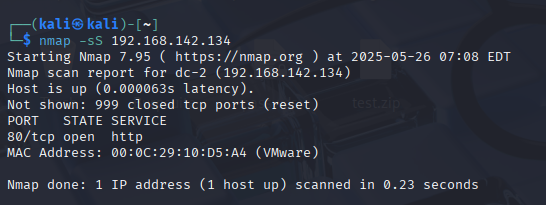 ┌──(kali㉿kali)-[~]
└─$ nmap -sS 192.168.142.134
Starting Nmap 7.95 ( https://nmap.org ) at 2025-05-26 07:08 EDT
Nmap scan report for dc-2 (192.168.142.134)
Host is up (0.000063s latency).
Not shown: 999 closed tcp ports (reset)
test.zip
PORT   STATE SERVICE
80/tcp open  http
MAC Address: 00:0C:29:10:D5:A4 (VMware)
Nmap done: 1 IP address (1 host up) scanned in 0.23 seconds